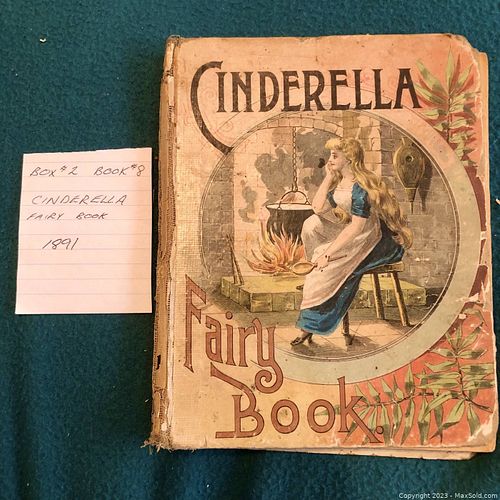 BOX #2 BOOK #8
CINDERELLA
FAIRY BOOK
1891
CINDERELLA
Fairy
BOOK.
Copyright 2023 - MaxSold.com